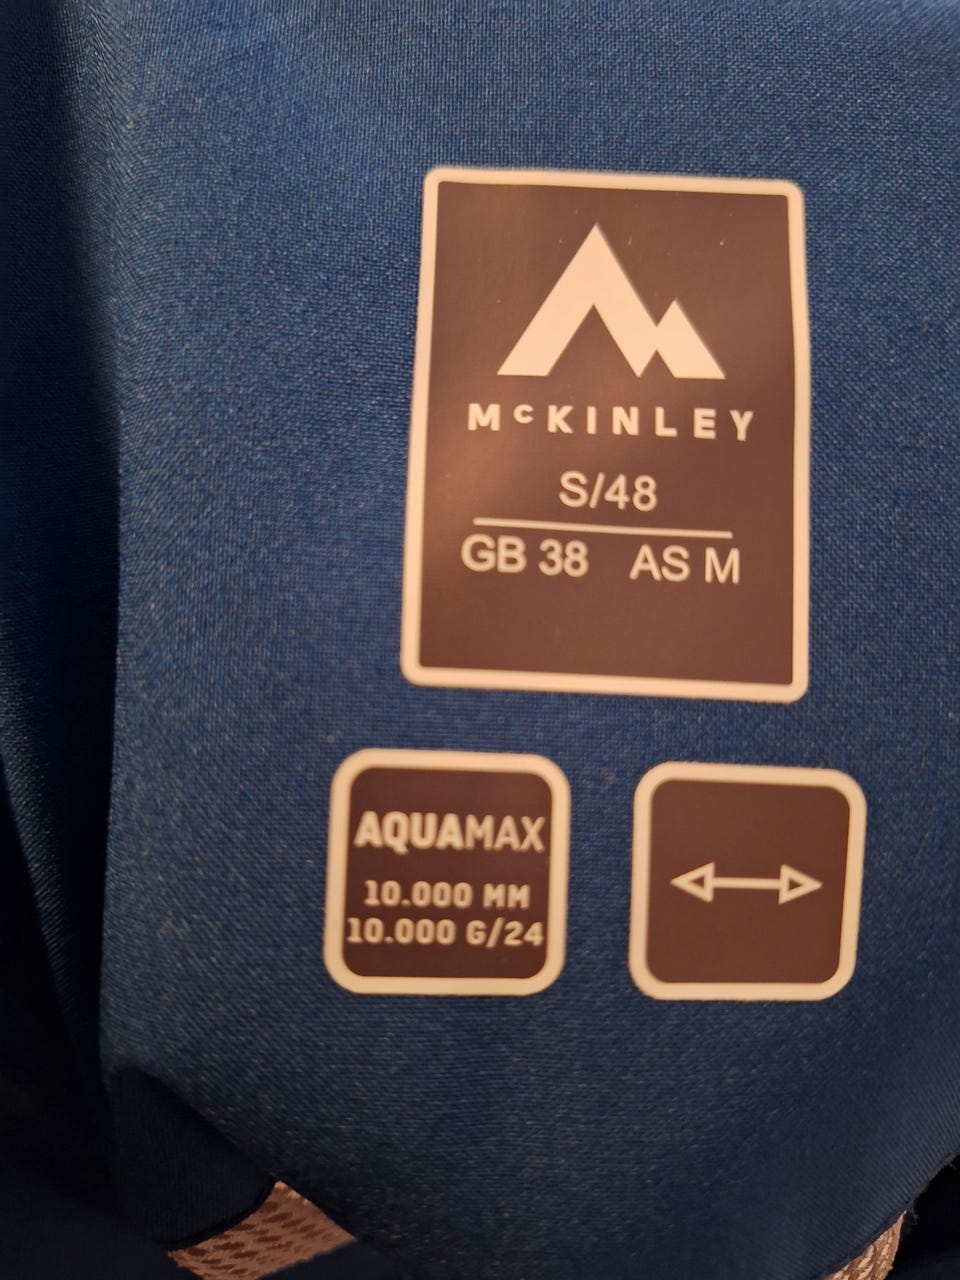 McKINLEY
S/48
GB 38 AS M
AQUAMAX
10.000 MM
10.000 G/24